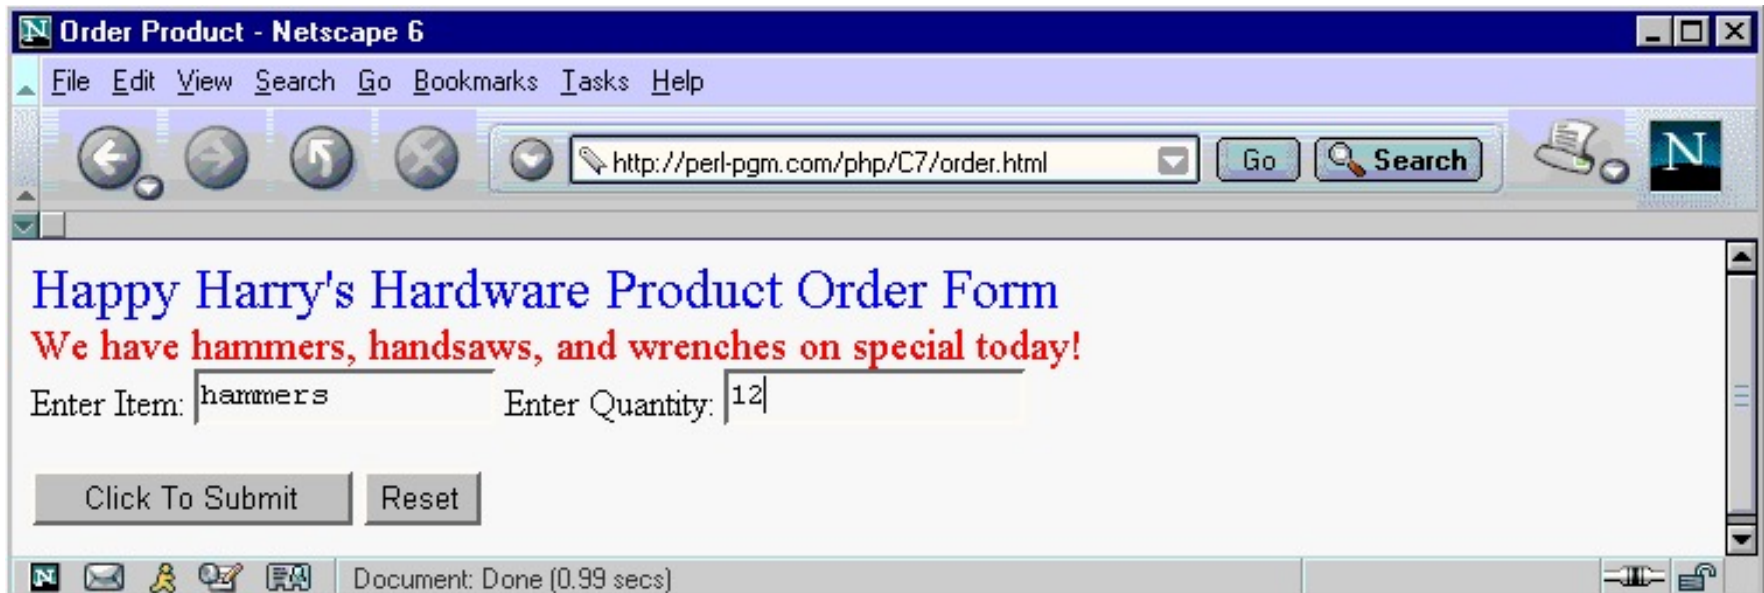 N Order Product - Netscape 6
File Edit View Search Go Bookmarks Tasks Help
http://perl-pgm.com/php/C7/order.html Go Search N
Happy Harry's Hardware Product Order Form
We have hammers, handsaws, and wrenches on special today!
Enter Item: hammers Enter Quantity: 12
Click To Submit Reset
N Document: Done (0.99 secs)